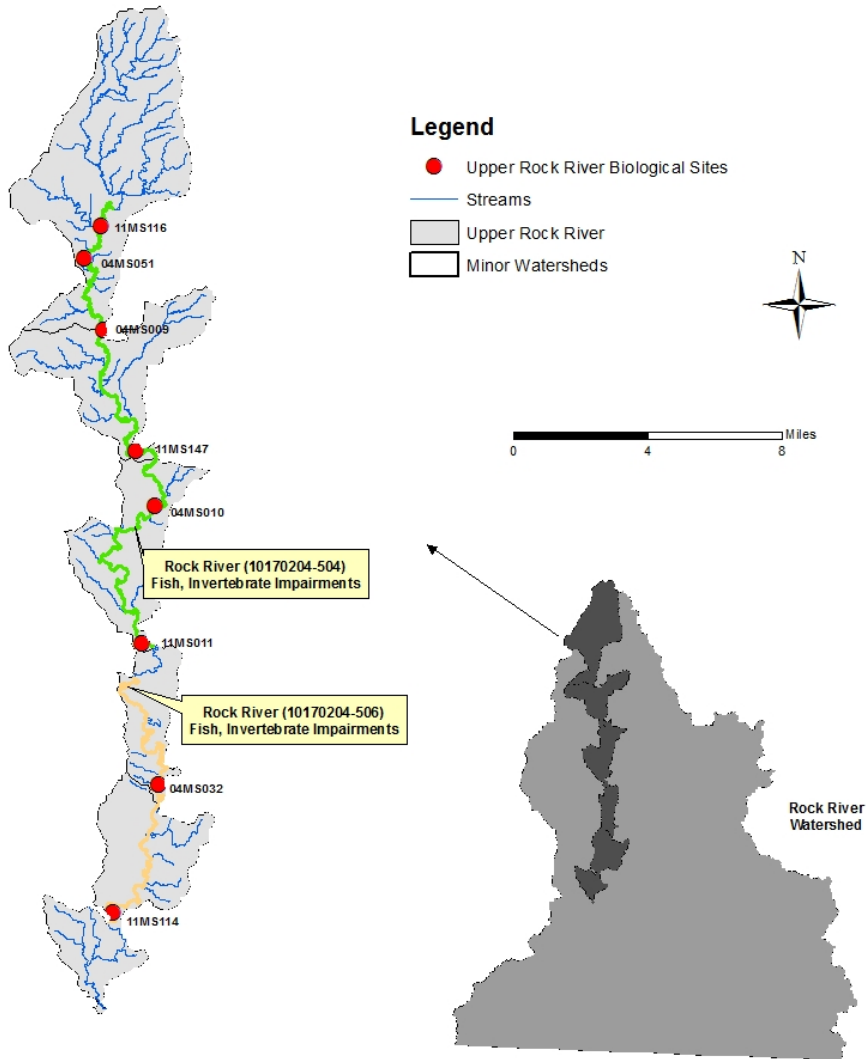 Legend
Upper Rock River Biological Sites
Streams
Upper Rock River
Minor Watersheds
N
Miles
0 4 8
11MS116
04MS051
04MS009
11MS147
04MS010
Rock River (10170204-504)
Fish, Invertebrate Impairments
11MS011
Rock River (10170204-506)
Fish, Invertebrate Impairments
04MS032
11MS114
Rock River
Watershed